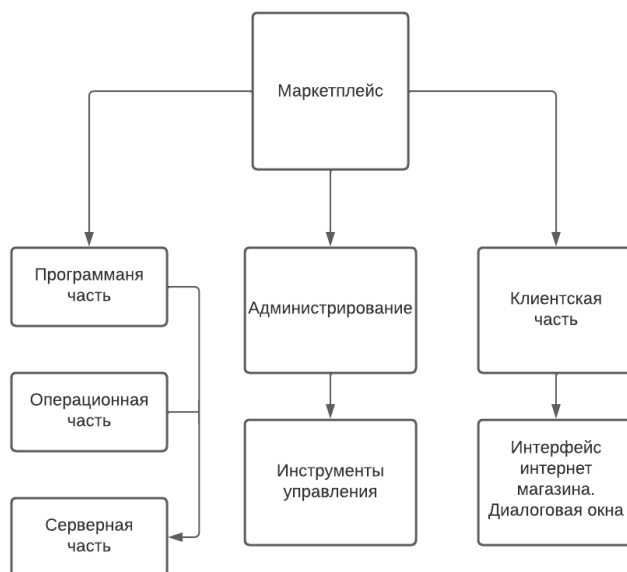 Маркетплейс
Программаня
часть
Администрирование
Клиентская
часть
Операционная
часть
Инструменты
управления
Интерфейс
интернет
магазина.
Диалоговая окна
Серверная
часть